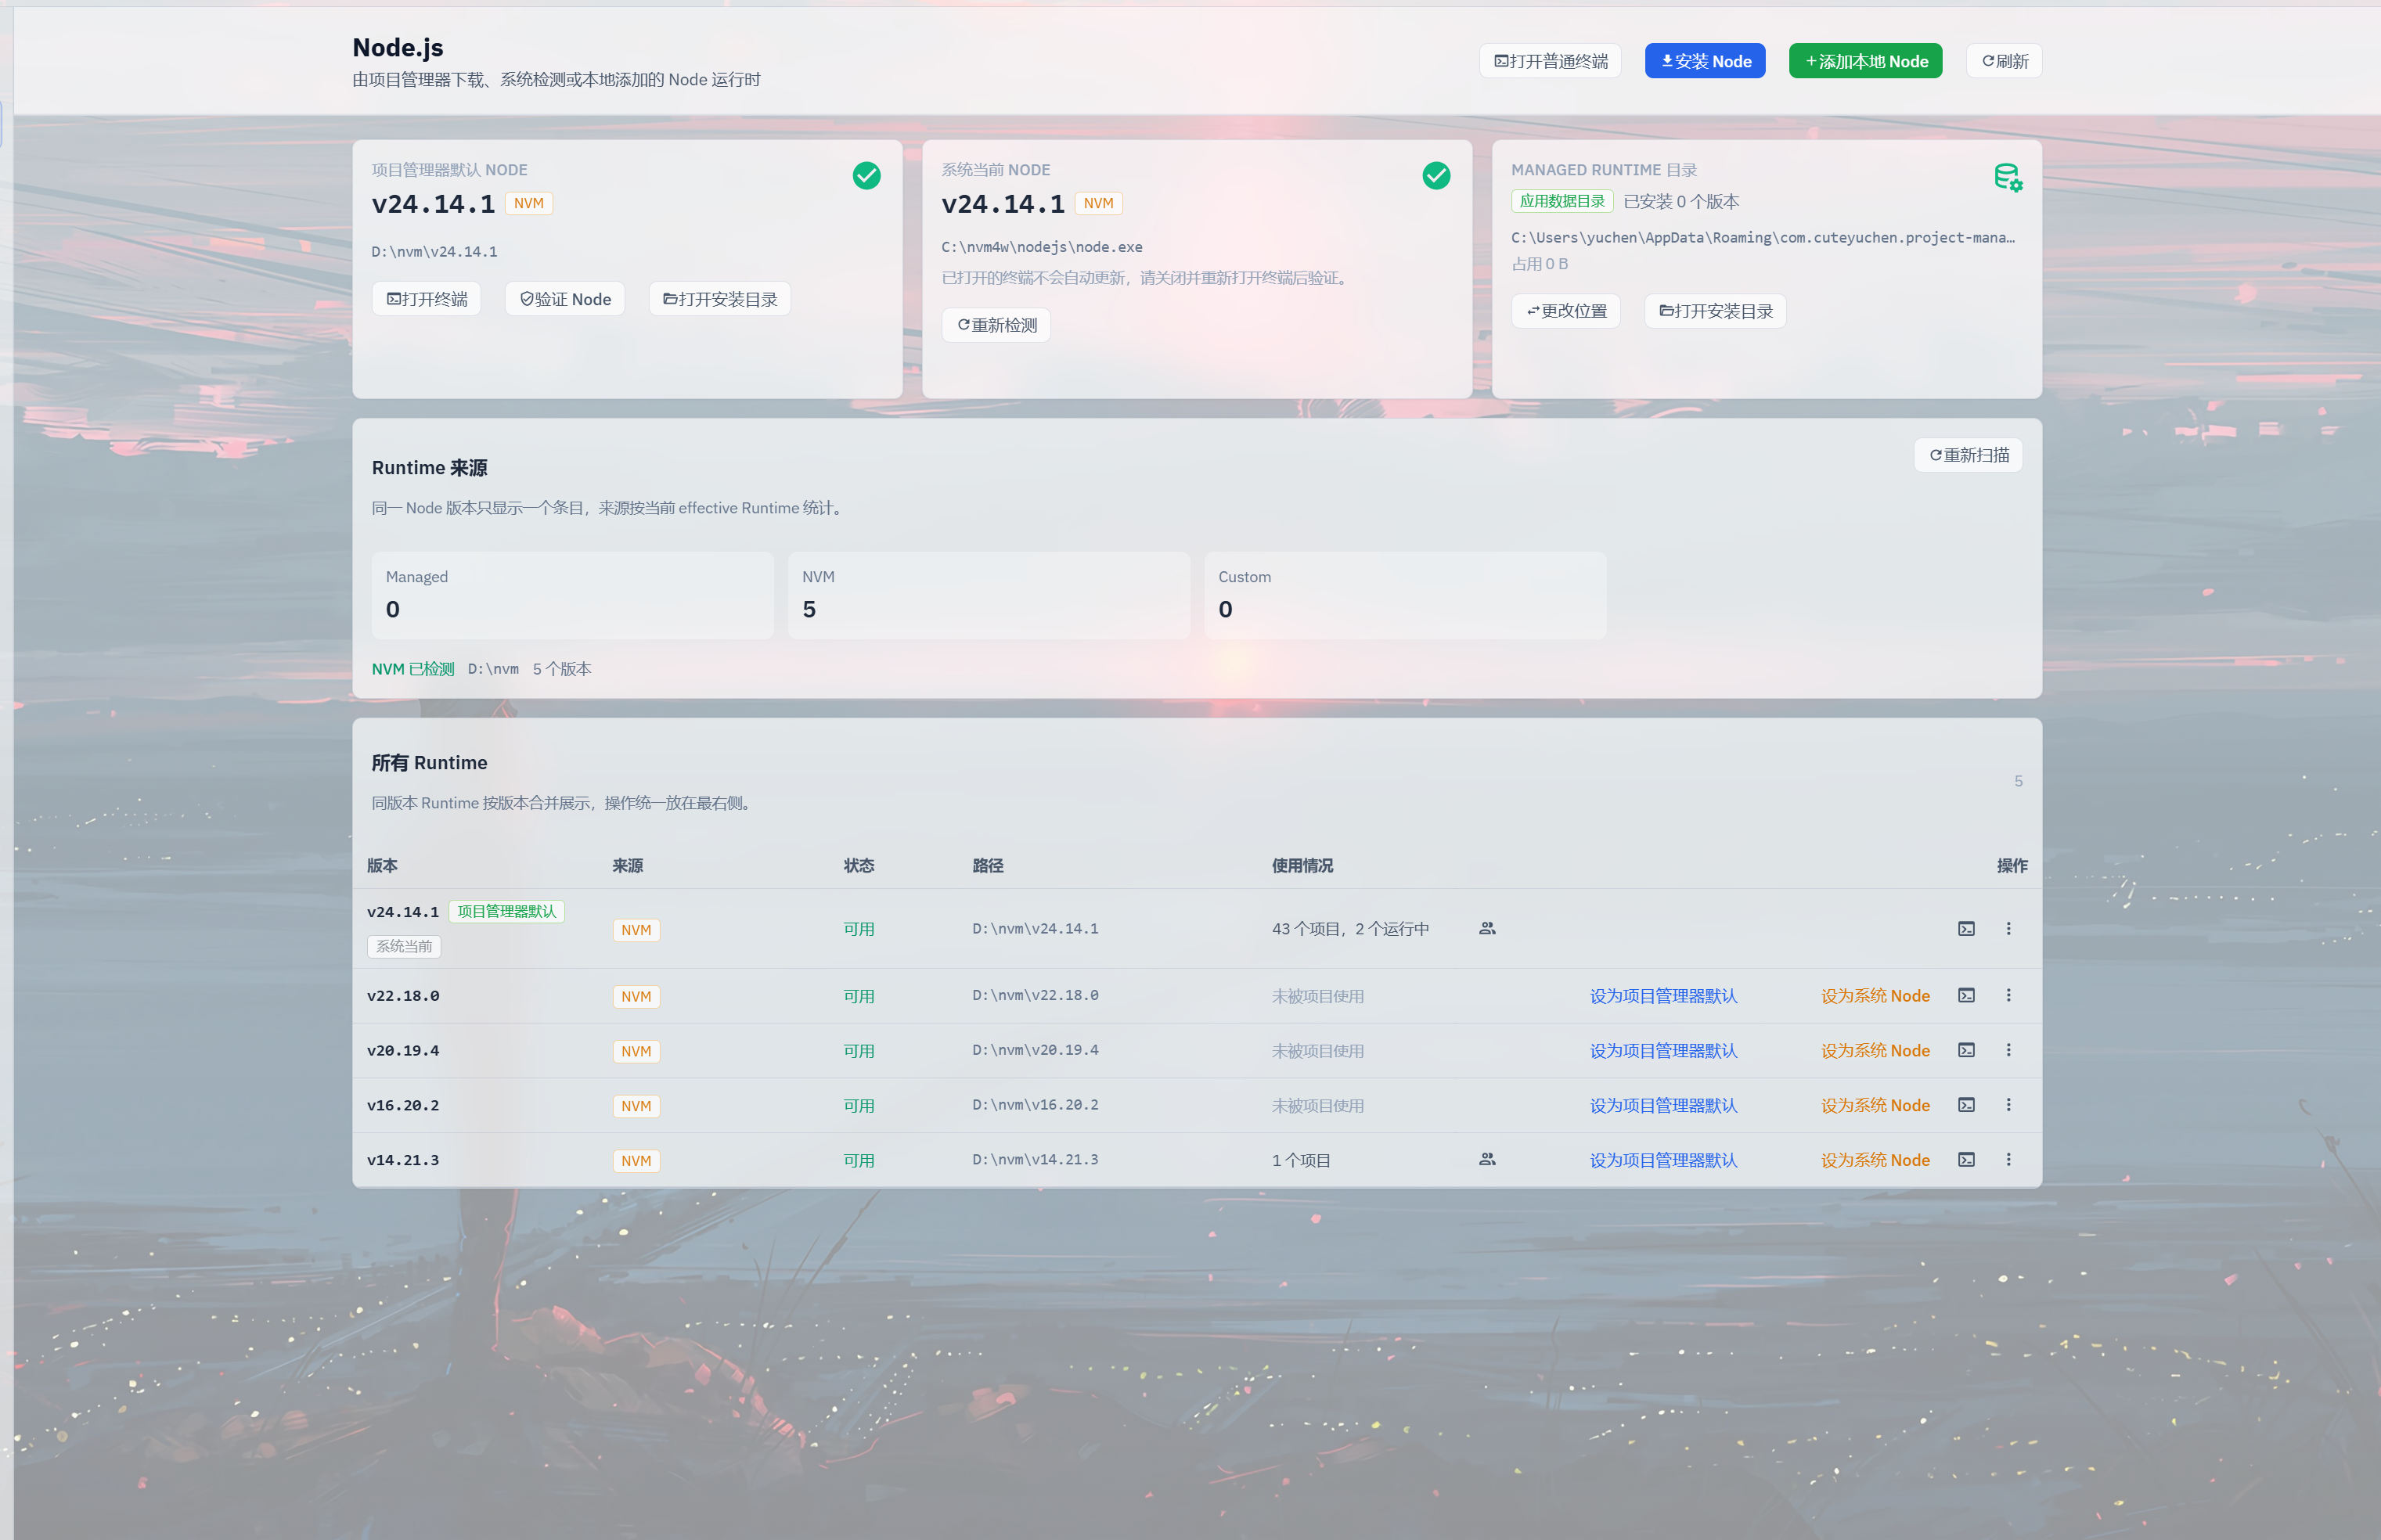 Node.js
由项目管理器下载、系统检测或本地添加的 Node 运行时
打开普通终端
安装 Node
添加本地 Node
刷新
项目管理器默认 NODE
v24.14.1 NVM
D:\nvm\v24.14.1
打开终端
验证 Node
打开安装目录
系统当前 NODE
v24.14.1 NVM
C:\nvm4w\nodejs\node.exe
已打开的终端不会自动更新，请关闭并重新打开终端后验证。
重新检测
MANAGED RUNTIME 目录
应用数据目录 已安装 0 个版本
C:\Users\yuchen\AppData\Roaming\com.cuteyuchen.project-mana…
占用 0 B
更改位置
打开安装目录
Runtime 来源
重新扫描
同一 Node 版本只显示一个条目，来源按当前 effective Runtime 统计。
Managed
0
NVM
5
Custom
0
NVM 已检测 D:\nvm 5 个版本
所有 Runtime
5
同版本 Runtime 按版本合并展示，操作统一放在最右侧。
版本 来源 状态 路径 使用情况 操作
v24.14.1 项目管理器默认
系统当前
NVM 可用 D:\nvm\v24.14.1 43 个项目，2 个运行中
v22.18.0 NVM 可用 D:\nvm\v22.18.0 未被项目使用 设为项目管理器默认 设为系统 Node
v20.19.4 NVM 可用 D:\nvm\v20.19.4 未被项目使用 设为项目管理器默认 设为系统 Node
v16.20.2 NVM 可用 D:\nvm\v16.20.2 未被项目使用 设为项目管理器默认 设为系统 Node
v14.21.3 NVM 可用 D:\nvm\v14.21.3 1 个项目 设为项目管理器默认 设为系统 Node